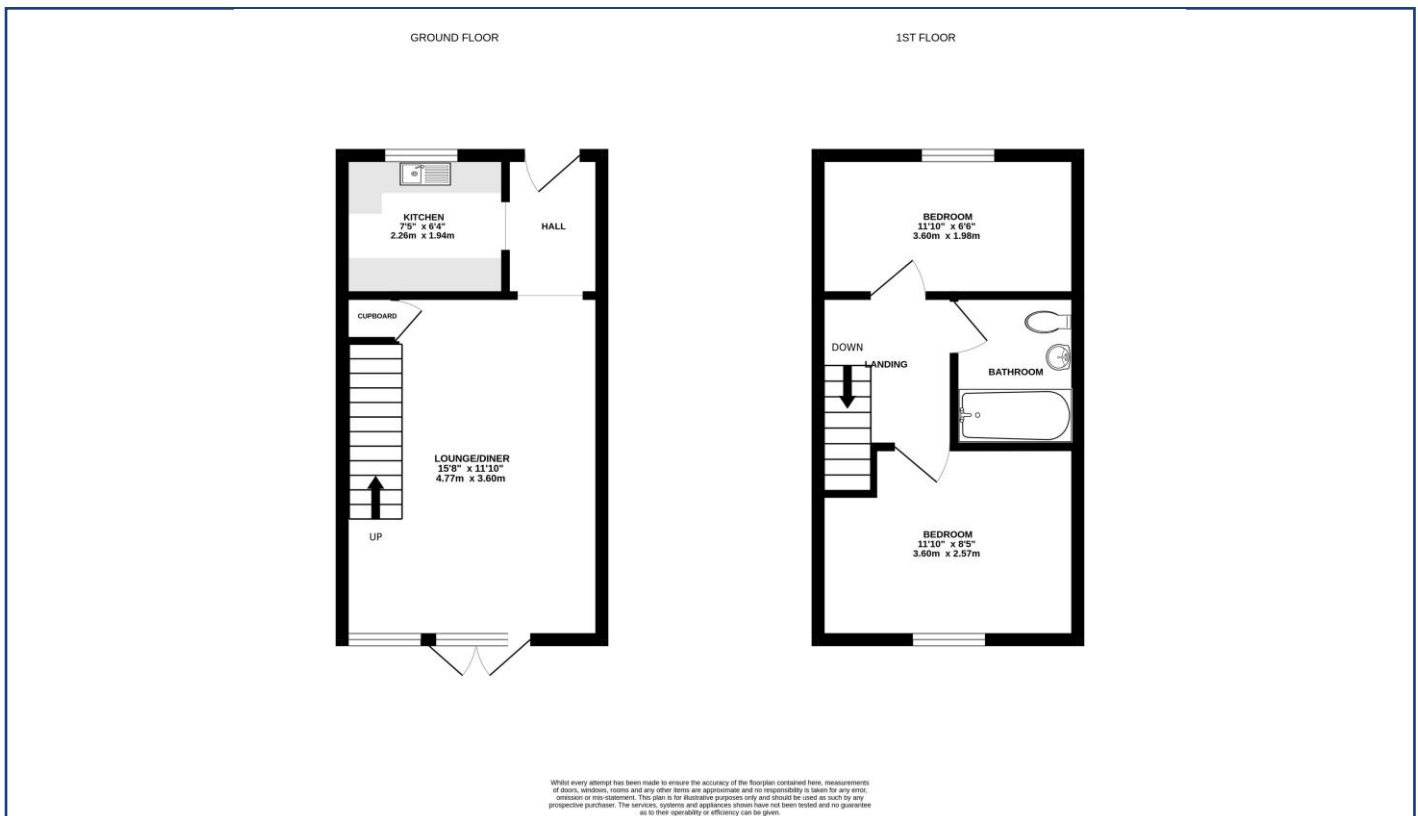 GROUND FLOOR
KITCHEN
7'5" x 6'4"
2.26m x 1.94m
HALL
CUPBOARD
LOUNGE/DINER
15'8" x 11'10"
4.77m x 3.60m
UP
1ST FLOOR
BEDROOM
11'10" x 6'6"
3.60m x 1.98m
DOWN
LANDING
BATHROOM
BEDROOM
11'10" x 8'5"
3.60m x 2.57m
Whilst every attempt has been made to ensure the accuracy of the floorplan contained here, measurements
of doors, windows, rooms and any other items are approximate and no responsibility is taken for any error,
omission or mis-statement. This plan is for illustrative purposes only and should be used as such by any
prospective purchaser. The services, systems and appliances shown have not been tested and no guarantee
as to their operability or efficiency can be given.